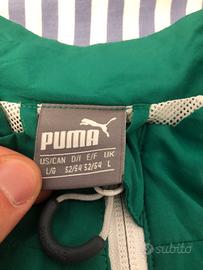 PUMA
US/CAN D/I E/F UK
L/G 52/54 52/54 L
subito